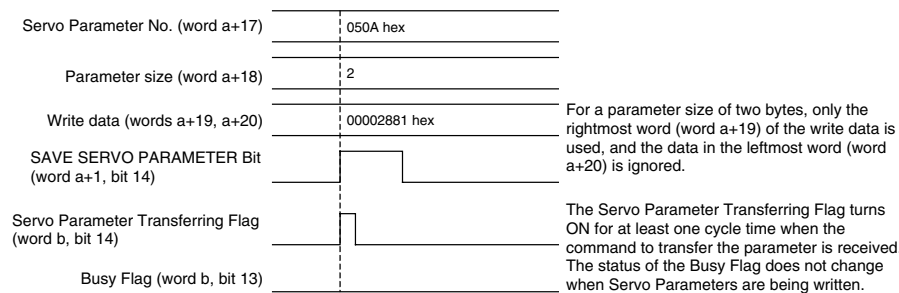 Servo Parameter No. (word a+17)
050A hex
Parameter size (word a+18)
2
Write data (words a+19, a+20)
00002881 hex
For a parameter size of two bytes, only the
rightmost word (word a+19) of the write data is
used, and the data in the leftmost word (word
a+20) is ignored.
SAVE SERVO PARAMETER Bit
(word a+1, bit 14)
Servo Parameter Transferring Flag
(word b, bit 14)
The Servo Parameter Transferring Flag turns
ON for at least one cycle time when the
command to transfer the parameter is received
The status of the Busy Flag does not change
when Servo Parameters are being written.
Busy Flag (word b, bit 13)